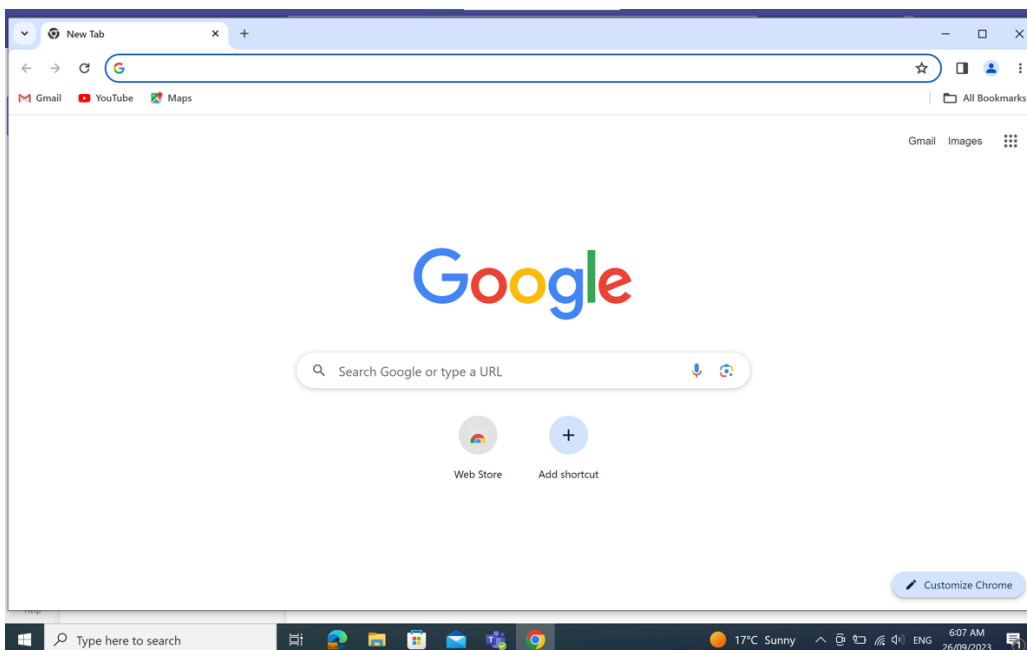 New Tab
Gmail YouTube Maps All Bookmarks
Gmail Images
Google
Search Google or type a URL
Web Store Add shortcut
Customize Chrome
Help
Type here to search 17°C Sunny ENG 6:07 AM
26/09/2023